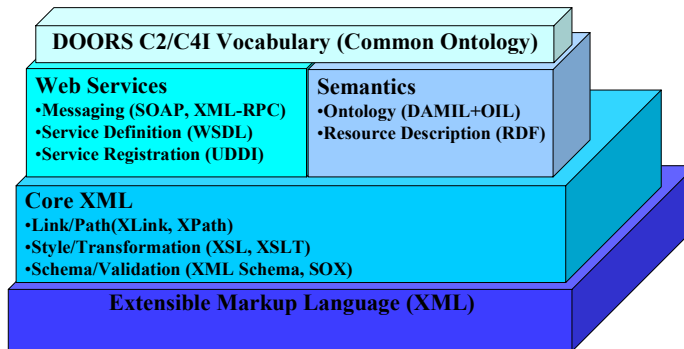 DOORS C2/C4I Vocabulary (Common Ontology)
Web Services
•Messaging (SOAP, XML-RPC)
•Service Definition (WSDL)
•Service Registration (UDDI)
Semantics
•Ontology (DAMIL+OIL)
•Resource Description (RDF)
Core XML
•Link/Path(XLink, XPath)
•Style/Transformation (XSL, XSLT)
•Schema/Validation (XML Schema, SOX)
Extensible Markup Language (XML)